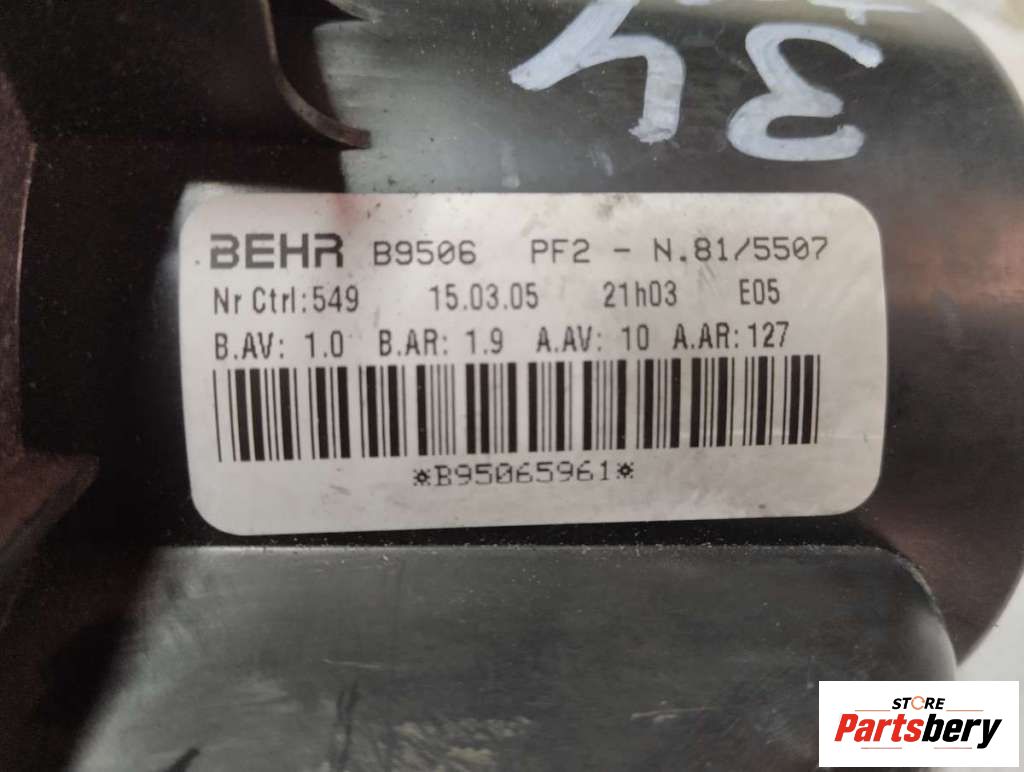 34
BEHR B9506 PF2 - N.81/5507
Nr Ctrl:549 15.03.05 21h03 E05
B.AV: 1.0 B.AR: 1.9 A.AV: 10 A.AR: 127
*B95065961*
STORE
Partsbery